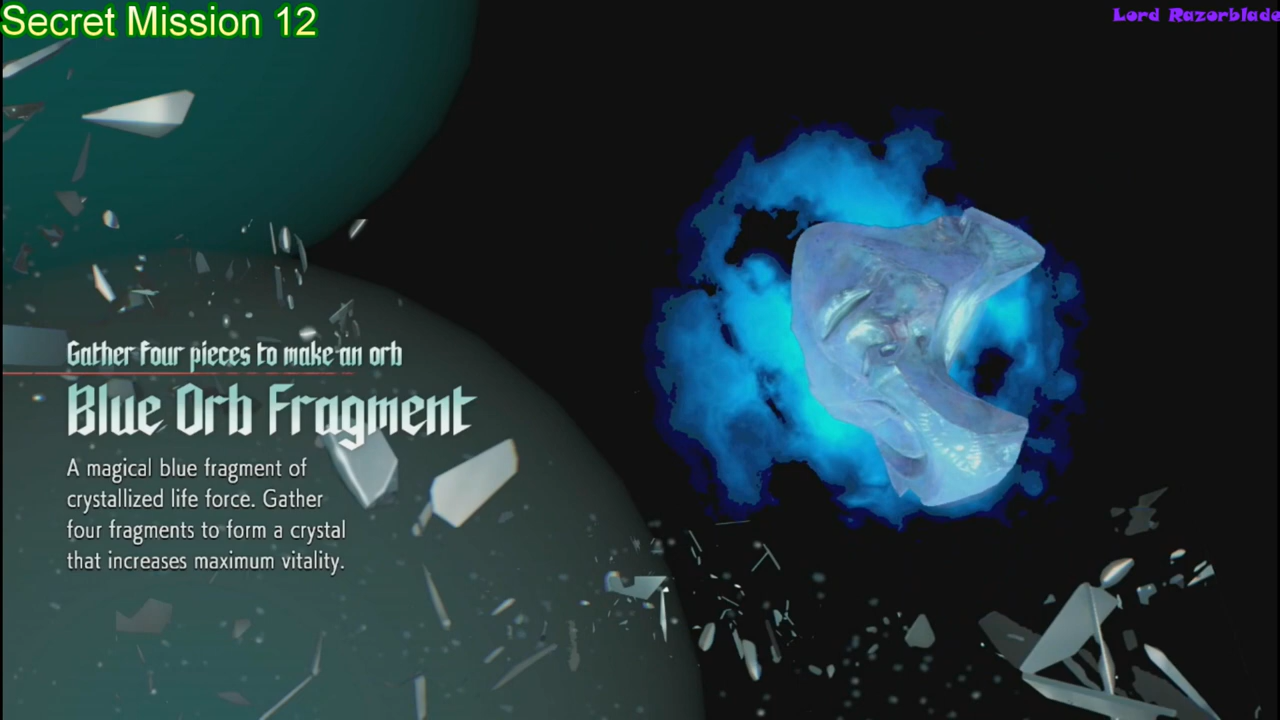 Secret Mission 12
Lord Razorblade
Gather four pieces to make an orb
Blue Orb Fragment
A magical blue fragment of
crystallized life force. Gather
four fragments to form a crystal
that increases maximum vitality.